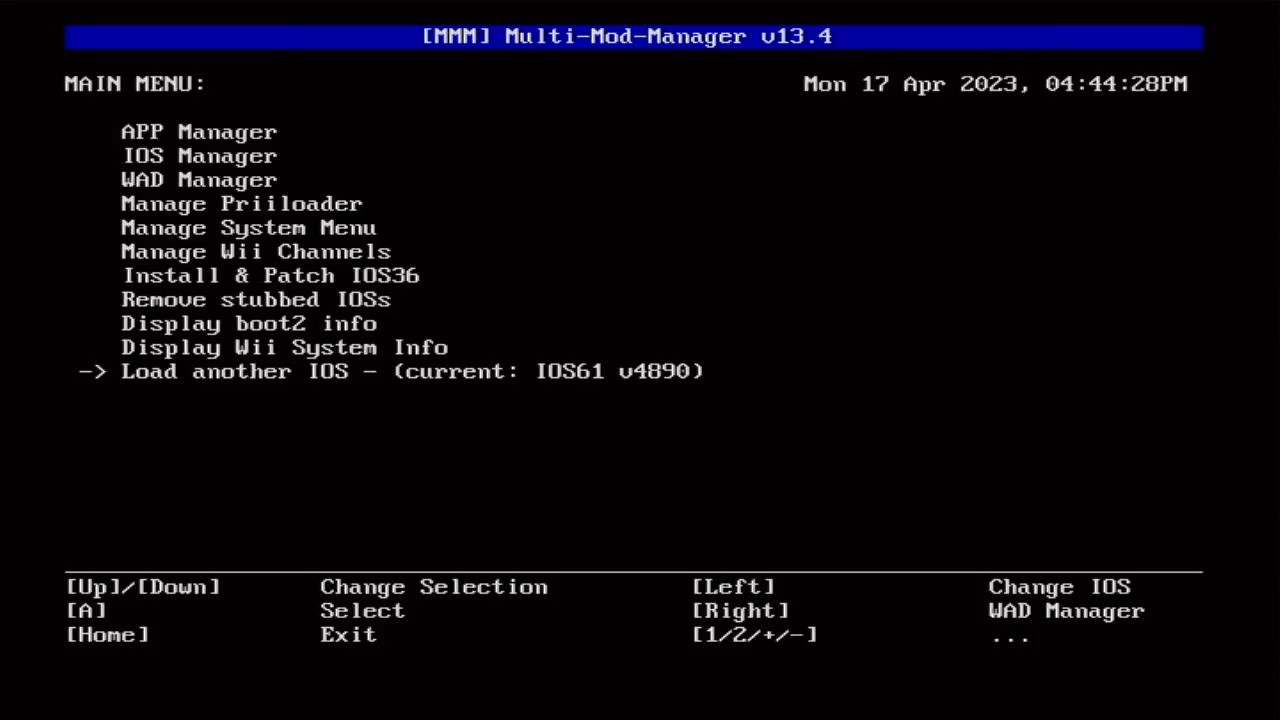 [MMM] Multi-Mod-Manager v13.4
MAIN MENU: Mon 17 Apr 2023, 04:44:28PM
APP Manager
IOS Manager
WAD Manager
Manage Priiloader
Manage System Menu
Manage Wii Channels
Install & Patch IOS36
Remove stubbed IOSs
Display boot2 info
Display Wii System Info
-> Load another IOS - (current: IOS61 v4890)
[Up]/[Down] Change Selection [Left] Change IOS
[A] Select [Right] WAD Manager
[Home] Exit [1/2/+/-] ...